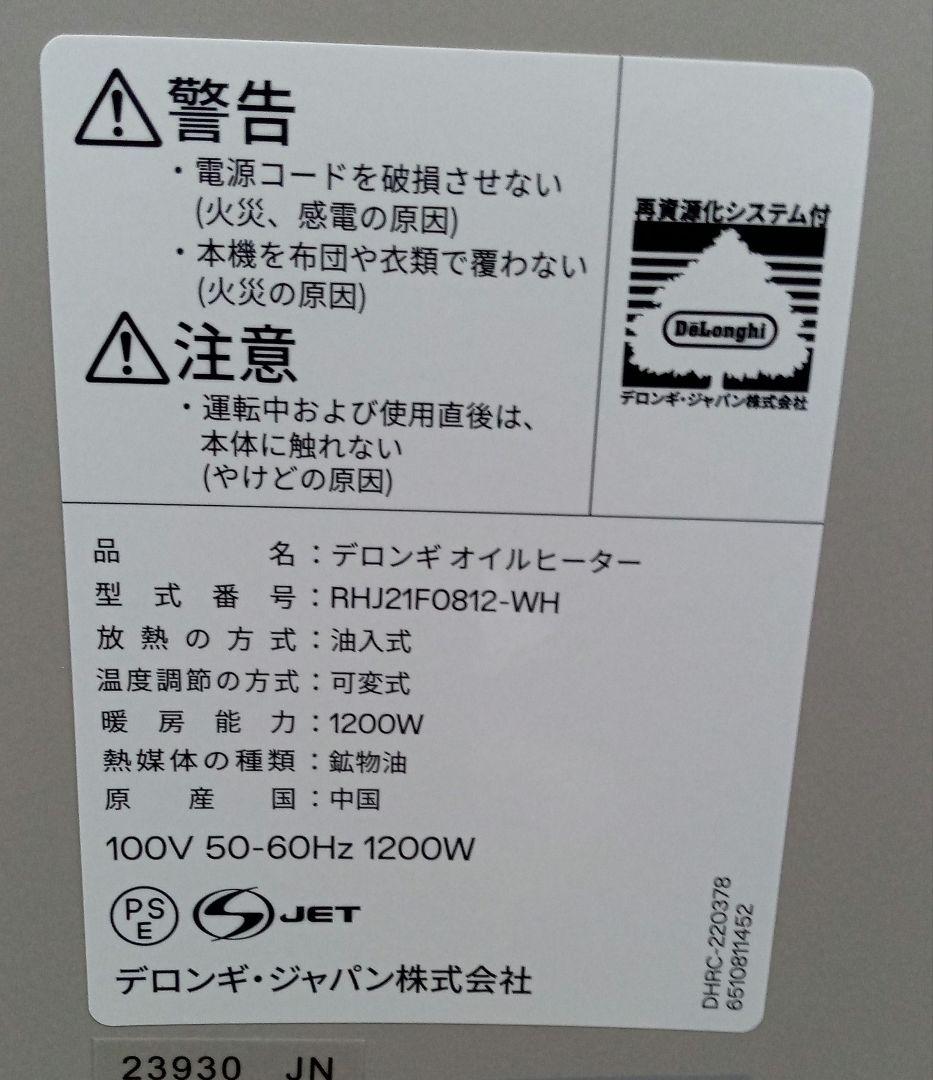 警告
・電源コードを破損させない
(火災、感電の原因)
・本機を布団や衣類で覆わない
(火災の原因)
注意
・運転中および使用直後は、
本体に触れない
(やけどの原因)
再資源化システム付
DeLonghi
デロンギ・ジャパン株式会社
品名：デロンギ オイルヒーター
型式番号：RHJ21F0812-WH
放熱の方式：油入式
温度調節の方式：可変式
暖房能力：1200W
熱媒体の種類：鉱物油
原産国：中国
100V 50-60Hz 1200W
PSE
JET
デロンギ・ジャパン株式会社
DHRC-220378
6510811452
23930 JN